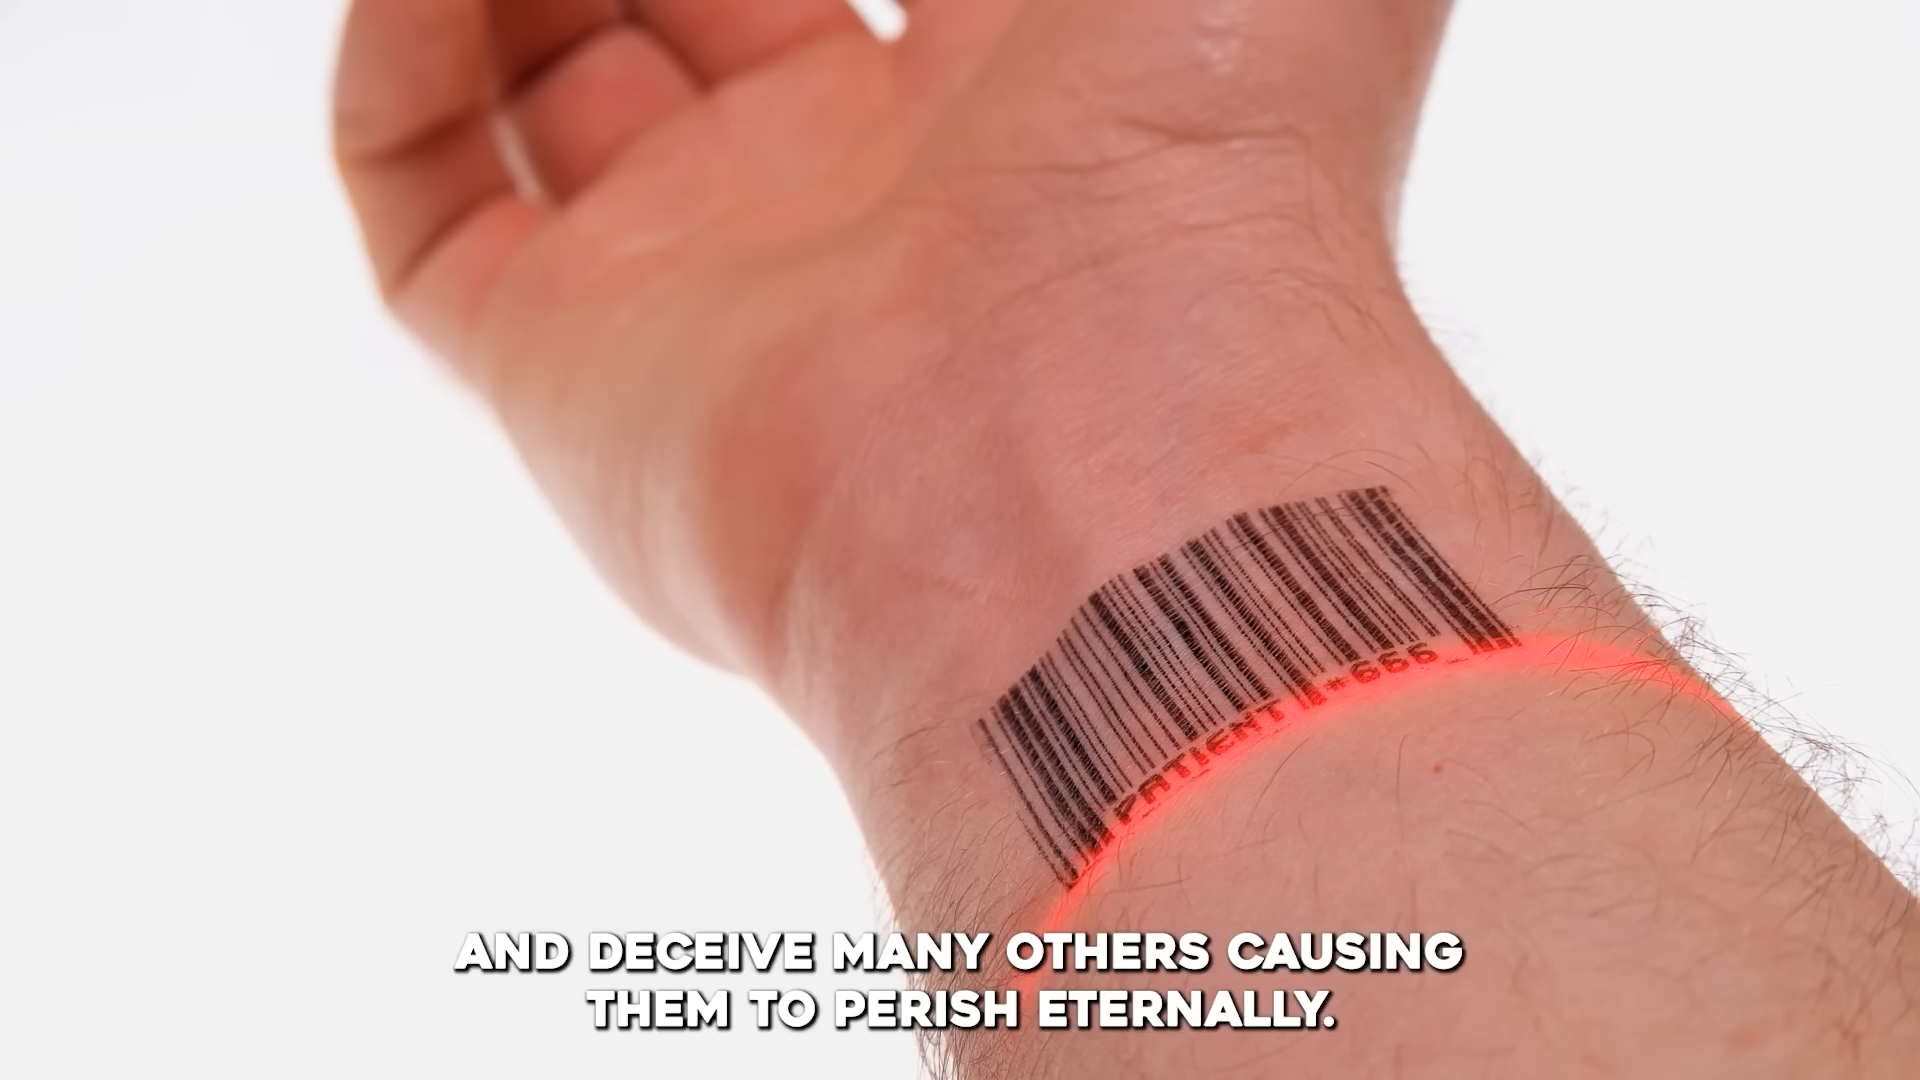 PATIENT #*666
AND DECEIVE MANY OTHERS CAUSING
THEM TO PERISH ETERNALLY.